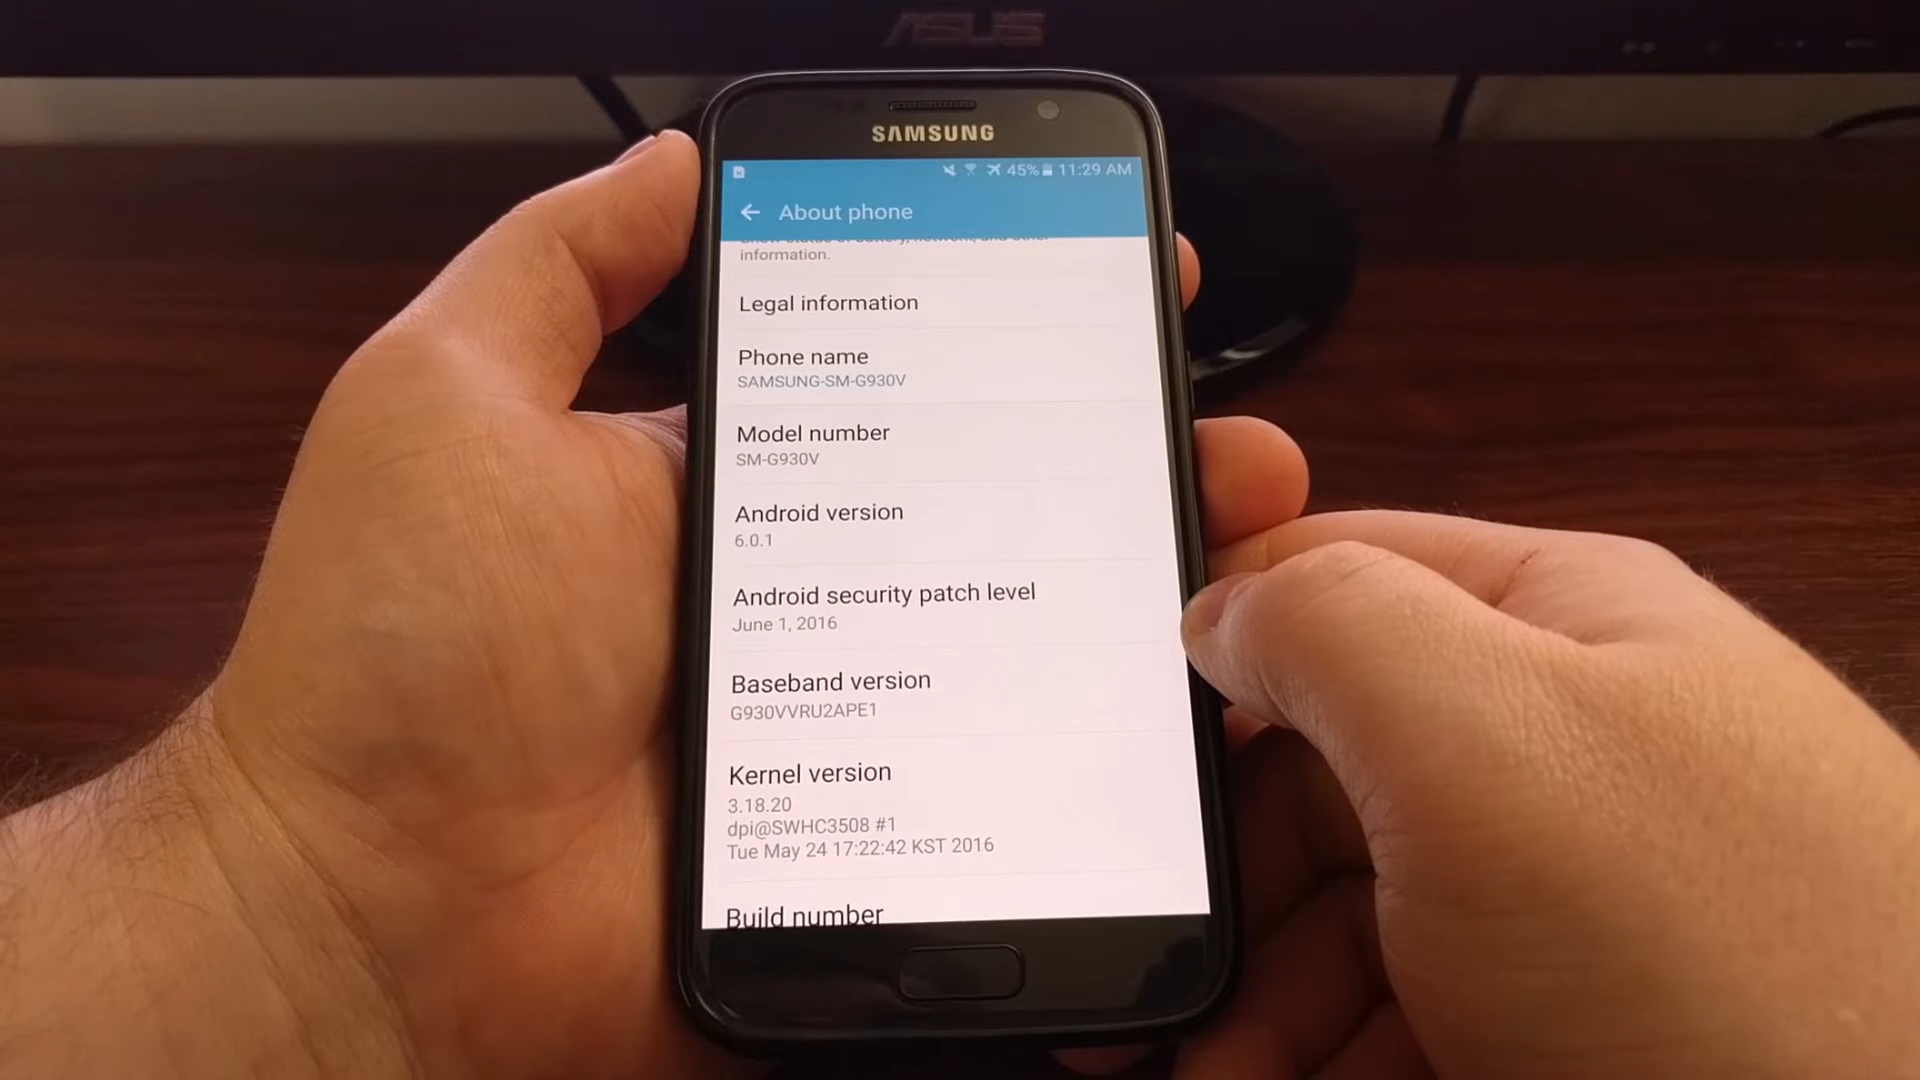 ASUS
SAMSUNG
45% 11:29 AM
About phone
information.
Legal information
Phone name
SAMSUNG-SM-G930V
Model number
SM-G930V
Android version
6.0.1
Android security patch level
June 1, 2016
Baseband version
G930VVRU2APE1
Kernel version
3.18.20
dpi@SWHC3508 #1
Tue May 24 17:22:42 KST 2016
Build number